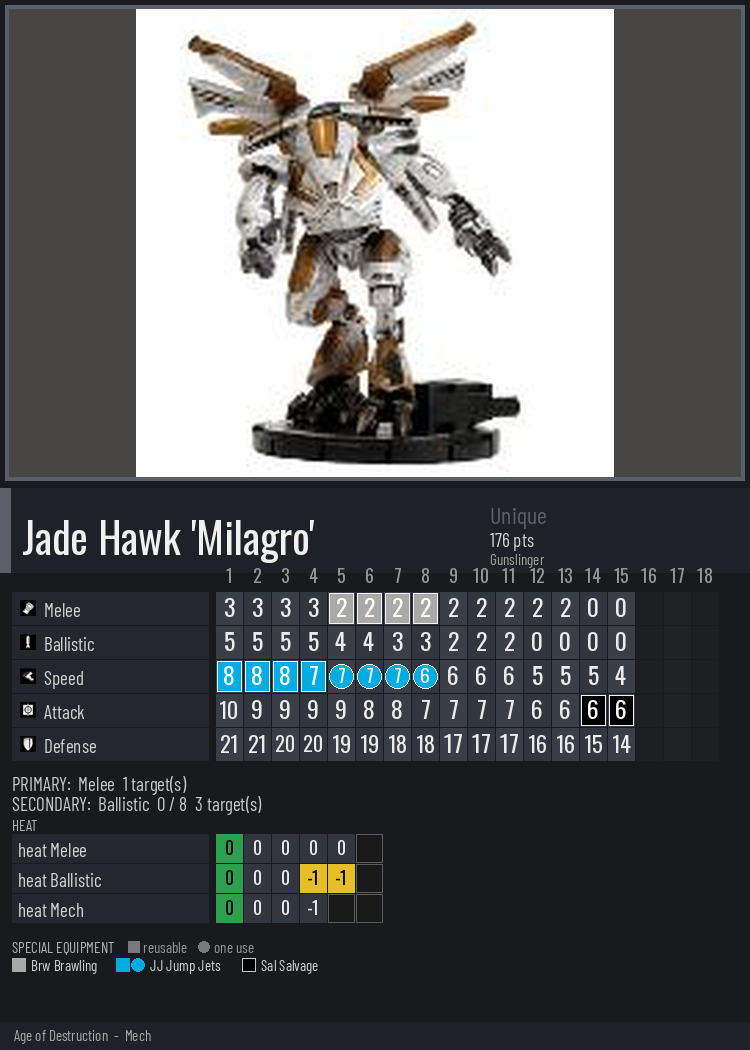 Jade Hawk 'Milagro'
Unique
176 pts
Gunslinger
1 2 3 4 5 6 7 8 9 10 11 12 13 14 15 16 17 18
Melee 3 3 3 3 2 2 2 2 2 2 2 2 2 0 0
Ballistic 5 5 5 5 4 4 3 3 2 2 2 0 0 0 0
Speed 8 8 8 7 7 7 7 6 6 6 6 5 5 5 4
Attack 10 9 9 9 9 8 8 7 7 7 7 6 6 6 6
Defense 21 21 20 20 19 19 18 18 17 17 17 16 16 15 14
PRIMARY: Melee 1 target(s)
SECONDARY: Ballistic 0 / 8 3 target(s)
HEAT
heat Melee 0 0 0 0 0
heat Ballistic 0 0 0 -1 -1
heat Mech 0 0 0 -1
SPECIAL EQUIPMENT reusable one use
Brw Brawling JJ Jump Jets Sal Salvage
Age of Destruction - Mech